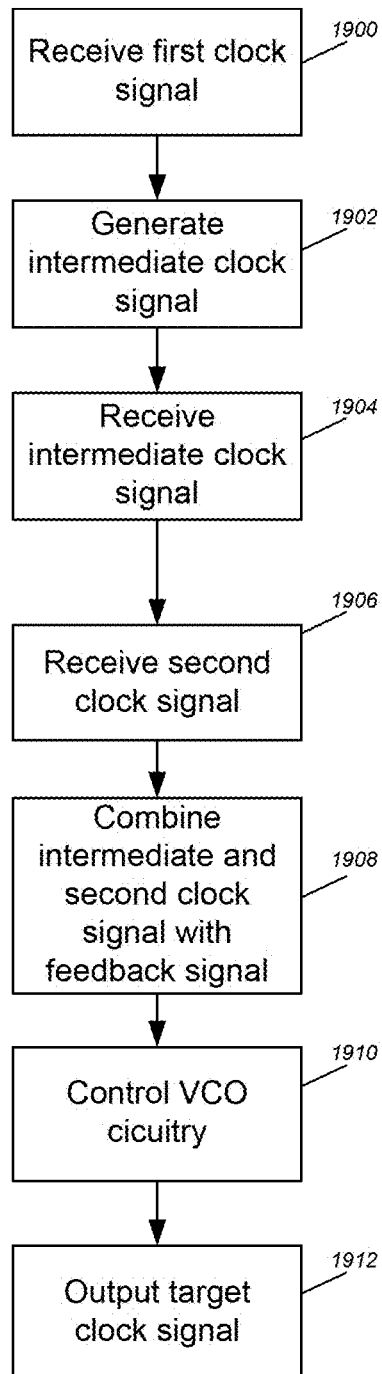 Receive first clock
signal
1900
Generate
intermediate clock
signal
1902
Receive
intermediate clock
signal
1904
Receive second
clock signal
1906
Combine
intermediate and
second clock
signal with
feedback signal
1908
Control VCO
cicuitry
1910
Output target
clock signal
1912